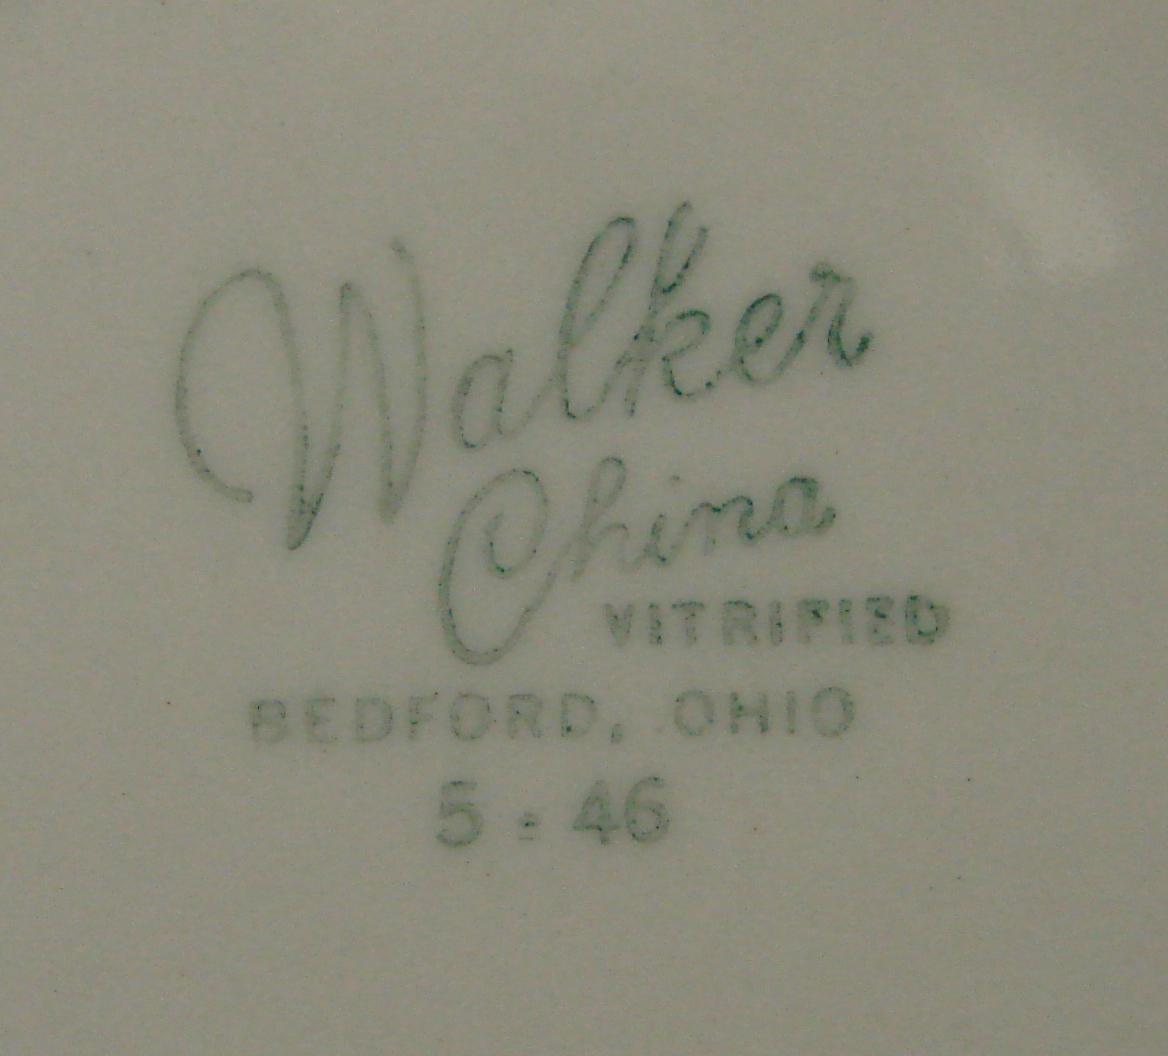 Walker
China
VITRIFIED
BEDFORD, OHIO
5 - 46